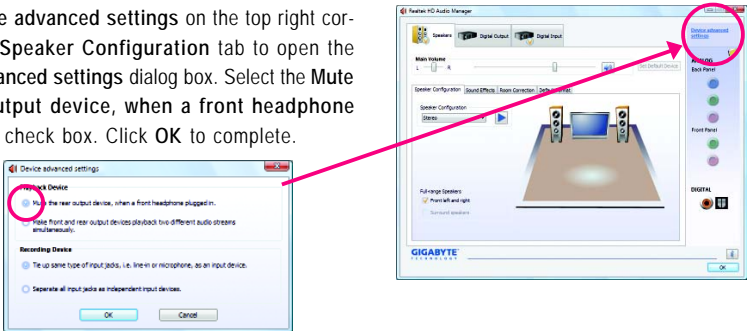 e advanced settings on the top right cor-
Speaker Configuration tab to open the
anced settings dialog box. Select the Mute
utput device, when a front headphone
check box. Click OK to complete.
Device advanced settings
Playback Device
Mute the rear output device, when a front headphone plugged in.
Make front and rear output devices playback two different audio streams
simultaneously.
Recording Device
Tie up same type of input jacks, i.e. line-in or microphone, as an input device.
Separate all input jacks as independent input devices.
OK Cancel
Realtek HD Audio Manager
Speakers Digital Output Digital Input
Device advanced
settings
Main Volume
L R
Set Default Device
Speaker Configuration Sound Effects Room Correction Default Format
Speaker Configuration
Stereo
Full-range Speakers
Front left and right
Surround speakers
ANALOG
Back Panel
Front Panel
DIGITAL
GIGABYTE
TECHNOLOGY
OK